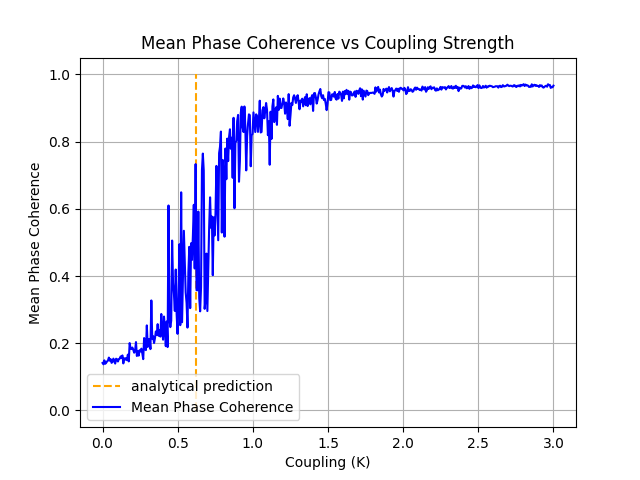 Mean Phase Coherence vs Coupling Strength
Mean Phase Coherence
1.0
0.8
0.6
0.4
0.2
0.0
analytical prediction
Mean Phase Coherence
0.0 0.5 1.0 1.5 2.0 2.5 3.0
Coupling (K)